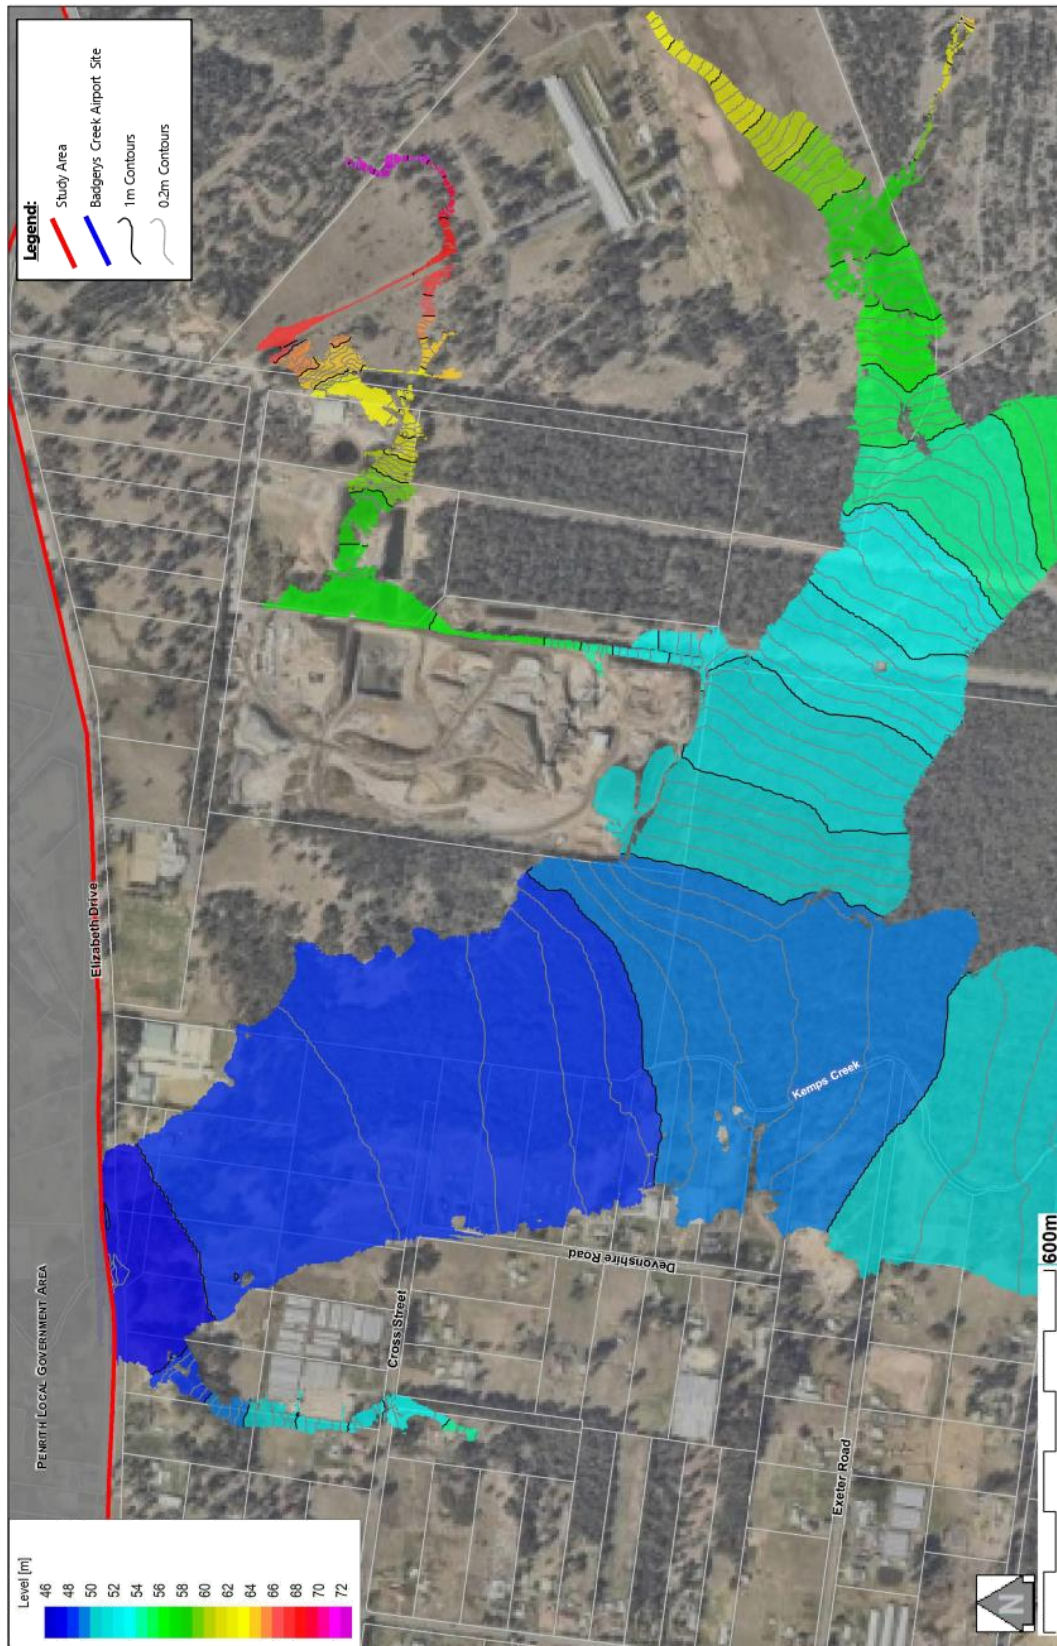 Legend:
Study Area
Badgerys Creek Airport Site
1m Contours
0.2m Contours
Elizabeth Drive
PENRITH LOCAL GOVERNMENT AREA
Kemps Creek
Devonshire Road
Cross Street
Exeter Road
Level [m]
46
48
50
52
54
56
58
60
62
64
66
68
70
72
600m
N